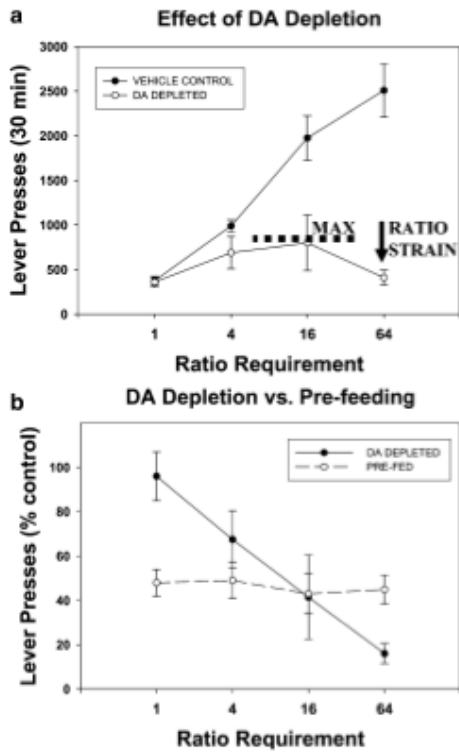 a
Effect of DA Depletion
3000
2500
2000
1500
1000
500
0
Lever Presses (30 min)
VEHICLE CONTROL
DA DEPLETED
MAX
RATIO
STRAIN
1 4 16 64
Ratio Requirement
b
DA Depletion vs. Pre-feeding
100
80
60
40
20
0
Lever Presses (% control)
DA DEPLETED
PRE-FED
1 4 16 64
Ratio Requirement